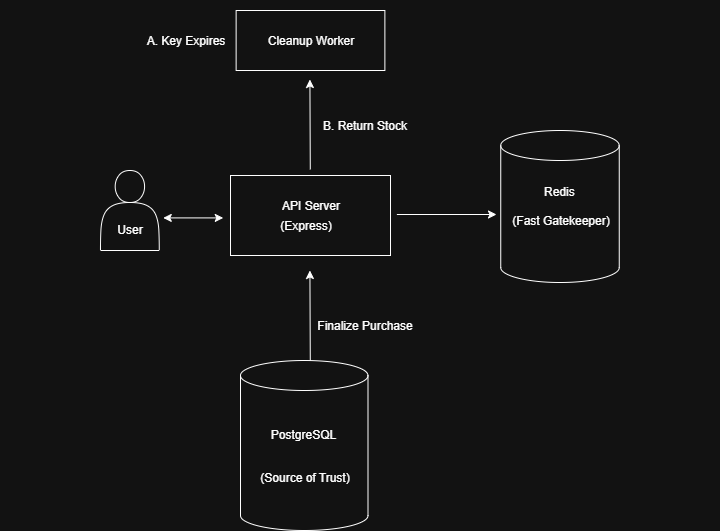 A. Key Expires
Cleanup Worker
B. Return Stock
Redis
(Fast Gatekeeper)
API Server
(Express)
User
Finalize Purchase
PostgreSQL
(Source of Trust)